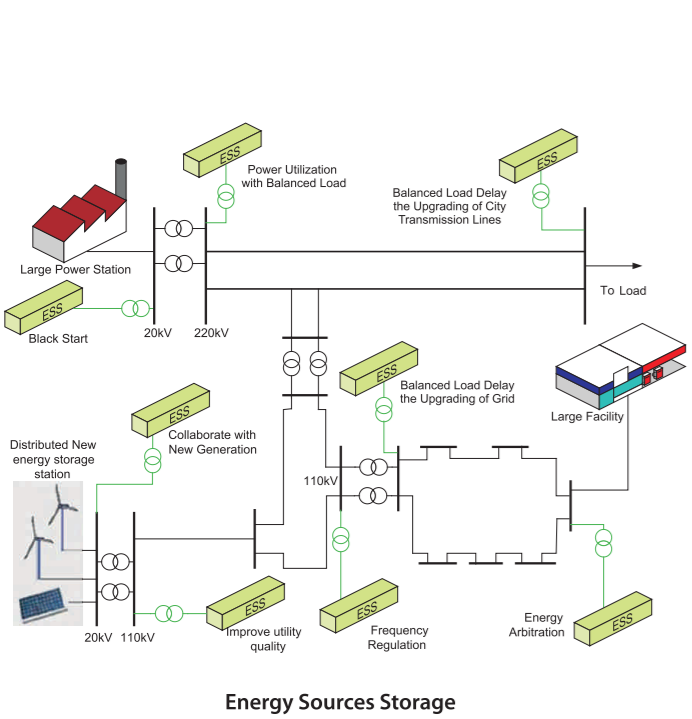 ESS
Power Utilization
with Balanced Load
ESS
Balanced Load Delay
the Upgrading of City
Transmission Lines
Large Power Station
To Load
ESS
Black Start
20kV
220kV
ESS
Balanced Load Delay
the Upgrading of Grid
Large Facility
ESS
Collaborate with
New Generation
Distributed New
energy storage
station
110kV
20kV
110kV
ESS
Improve utility
quality
ESS
Frequency
Regulation
Energy
Arbitration
ESS
Energy Sources Storage